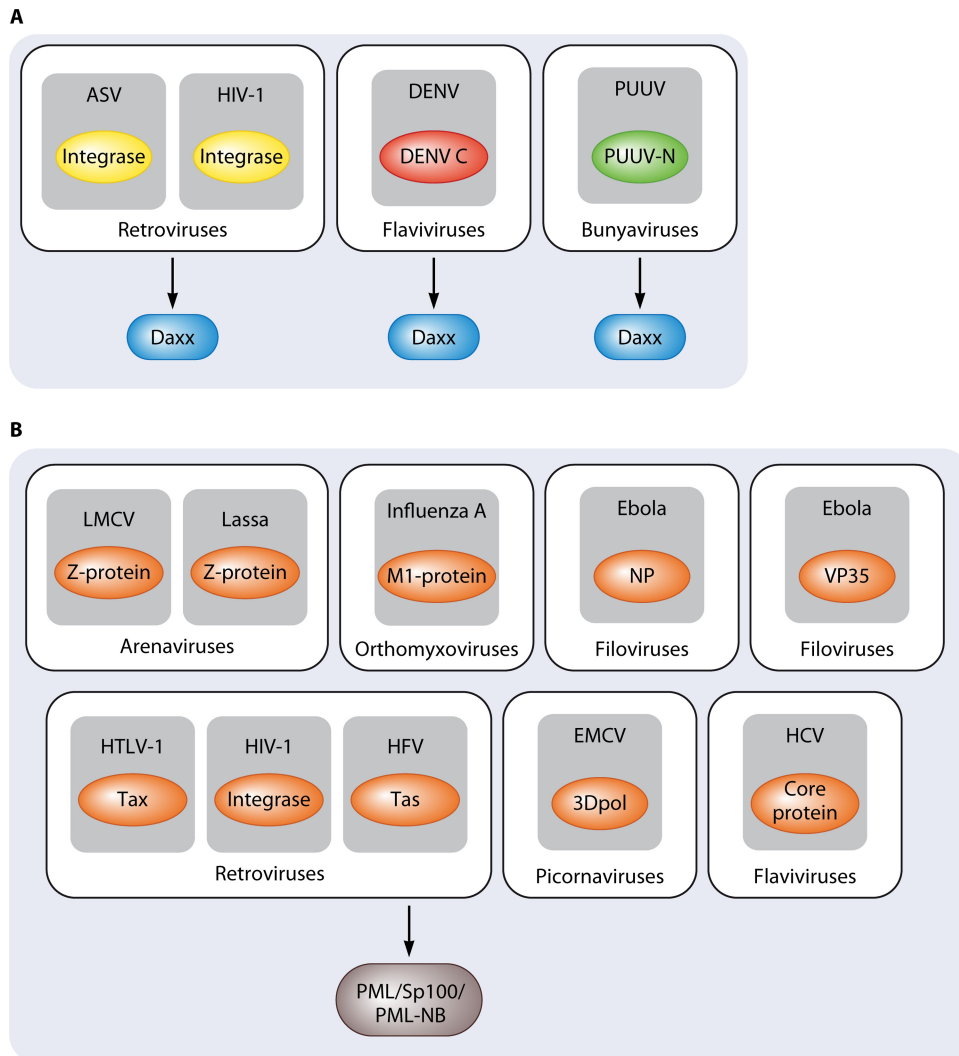 A
ASV
HIV-1
DENV
PUUV
Integrase
Integrase
DENV C
PUUV-N
Retroviruses
Flaviviruses
Bunyaviruses
Daxx
Daxx
Daxx
B
LMCV
Lassa
Influenza A
Ebola
Ebola
Z-protein
Z-protein
M1-protein
NP
VP35
Arenaviruses
Orthomyxoviruses
Filoviruses
Filoviruses
HTLV-1
HIV-1
HFV
EMCV
HCV
Tax
Integrase
Tas
3Dpol
Core
protein
Retroviruses
Picornaviruses
Flaviviruses
PML/Sp100/
PML-NB